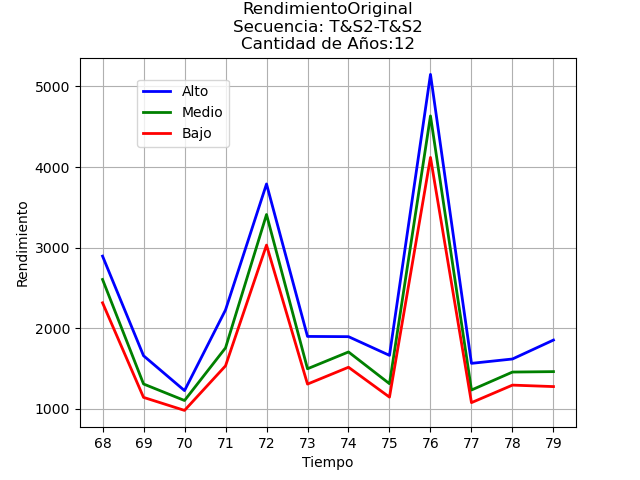 RendimientoOriginal
Secuencia: T&S2-T&S2
Cantidad de Años:12
Alto
Medio
Bajo
5000
4000
3000
2000
1000
Rendimiento
68 69 70 71 72 73 74 75 76 77 78 79
Tiempo